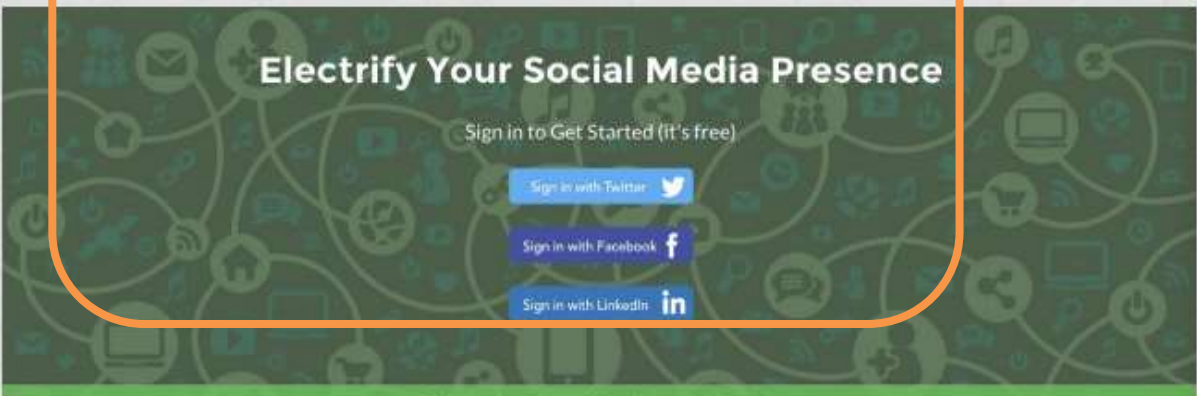 Electrify Your Social Media Presence
Sign in to Get Started (it's free)
Sign in with Twitter
Sign in with Facebook
Sign in with LinkedIn in